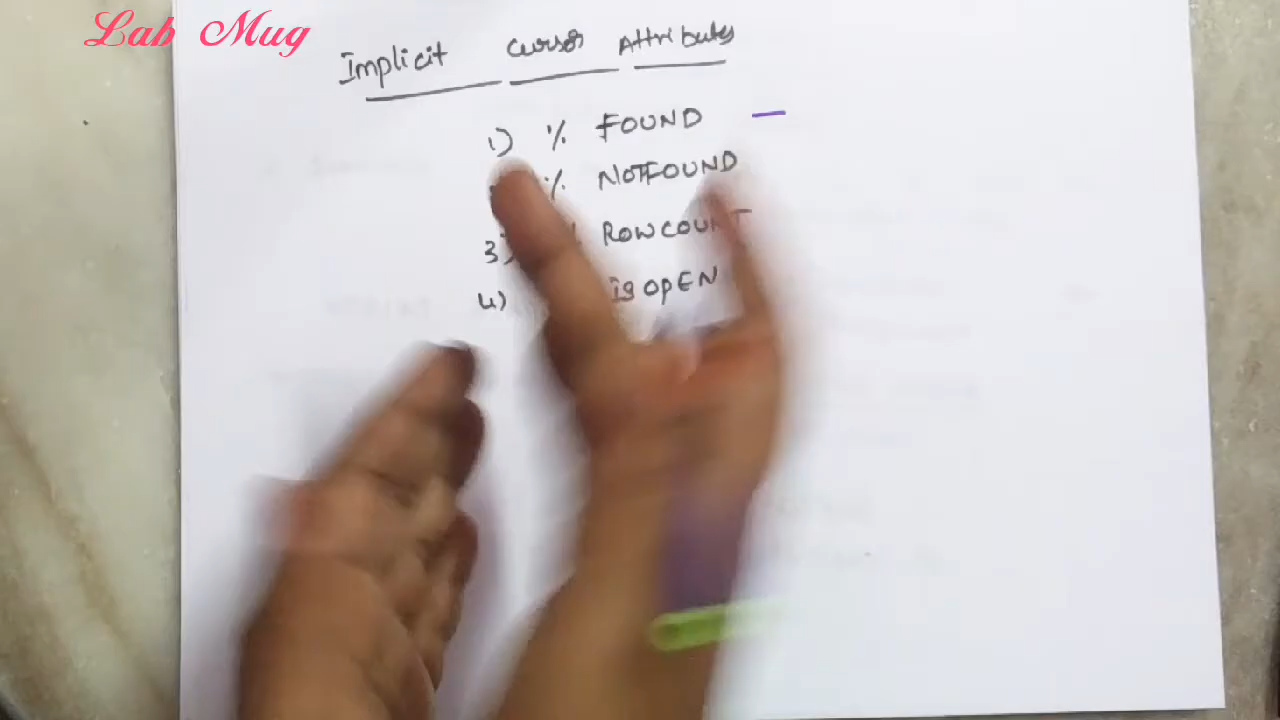 Lab Mug
Implicit Cursor Attributes
1) % FOUND —
% NOTFOUND
3) % ROWCOUNT
4) isOPEN